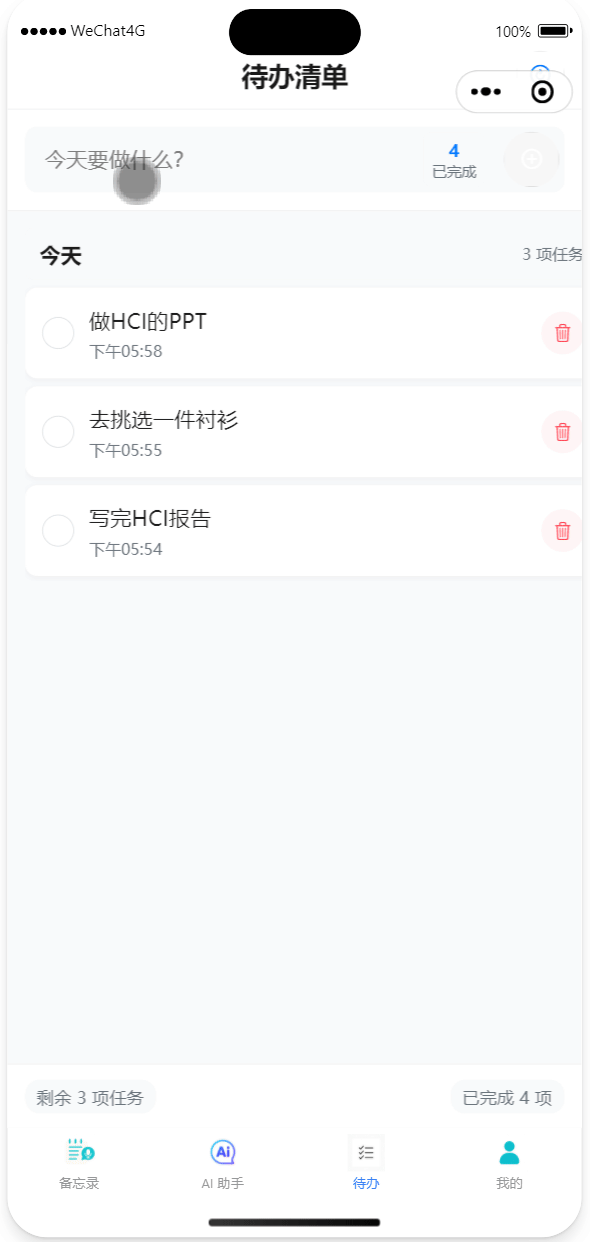 WeChat4G
100%
待办清单
今天要做什么?
4
已完成
今天
3 项任务
做HCI的PPT
下午05:58
去挑选一件衬衫
下午05:55
写完HCI报告
下午05:54
剩余 3 项任务
已完成 4 项
备忘录
Ai
AI 助手
待办
我的